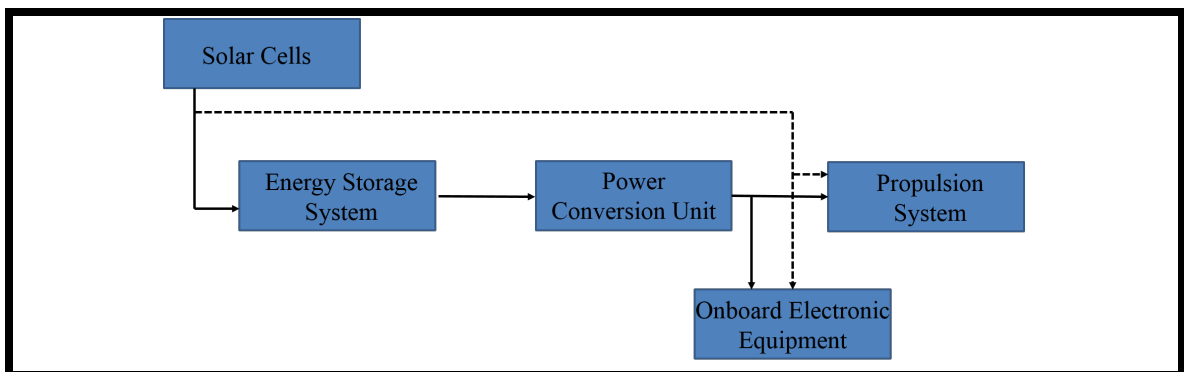 Solar Cells
Energy Storage
System
Power
Conversion Unit
Propulsion
System
Onboard Electronic
Equipment